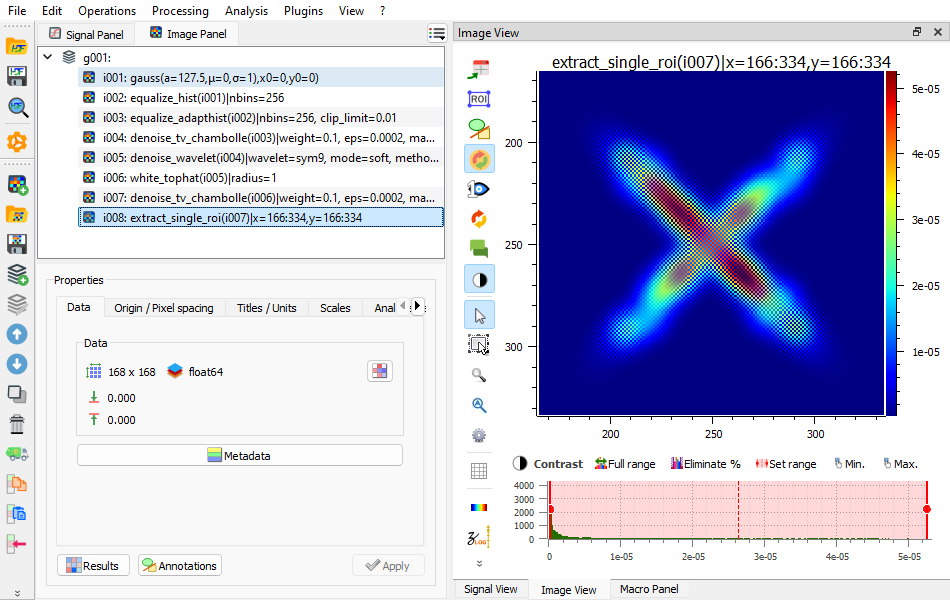 File Edit Operations Processing Analysis Plugins View ?
Signal Panel Image Panel
g001:
i001: gauss(a=127.5,μ=0,σ=1),x0=0,y0=0)
i002: equalize_hist(i001)|nbins=256
i003: equalize_adapthist(i002)|nbins=256, clip_limit=0.01
i004: denoise_tv_chambolle(i003)|weight=0.1, eps=0.0002, ma...
i005: denoise_wavelet(i004)|wavelet=sym9, mode=soft, metho...
i006: white_tophat(i005)|radius=1
i007: denoise_tv_chambolle(i006)|weight=0.1, eps=0.0002, ma...
i008: extract_single_roi(i007)|x=166:334,y=166:334
Properties
Data Origin / Pixel spacing Titles / Units Scales Anal
Data
168 x 168 float64
0.000
0.000
Metadata
Results Annotations Apply
Image View
ROI
LOG
extract_single_roi(i007)|x=166:334,y=166:334
200
250
300
200 250 300
5e-05
4e-05
3e-05
2e-05
1e-05
Contrast Full range Eliminate % Set range Min. Max.
4000
3000
2000
1000
0
0 1e-05 2e-05 3e-05 4e-05 5e-05
Signal View Image View Macro Panel